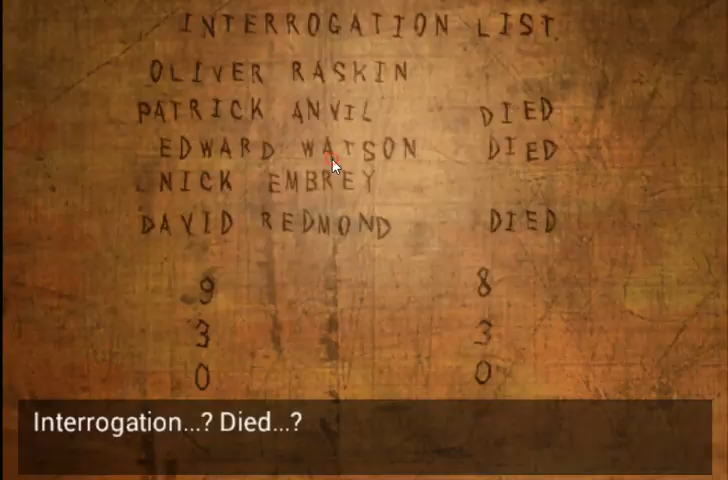 INTERROGATION LIST
OLIVER RASKIN
PATRICK ANVIL DIED
EDWARD WATSON DIED
NICK EMBREY
DAVID REDMOND DIED
9 8
3 3
0 0
Interrogation...? Died...?